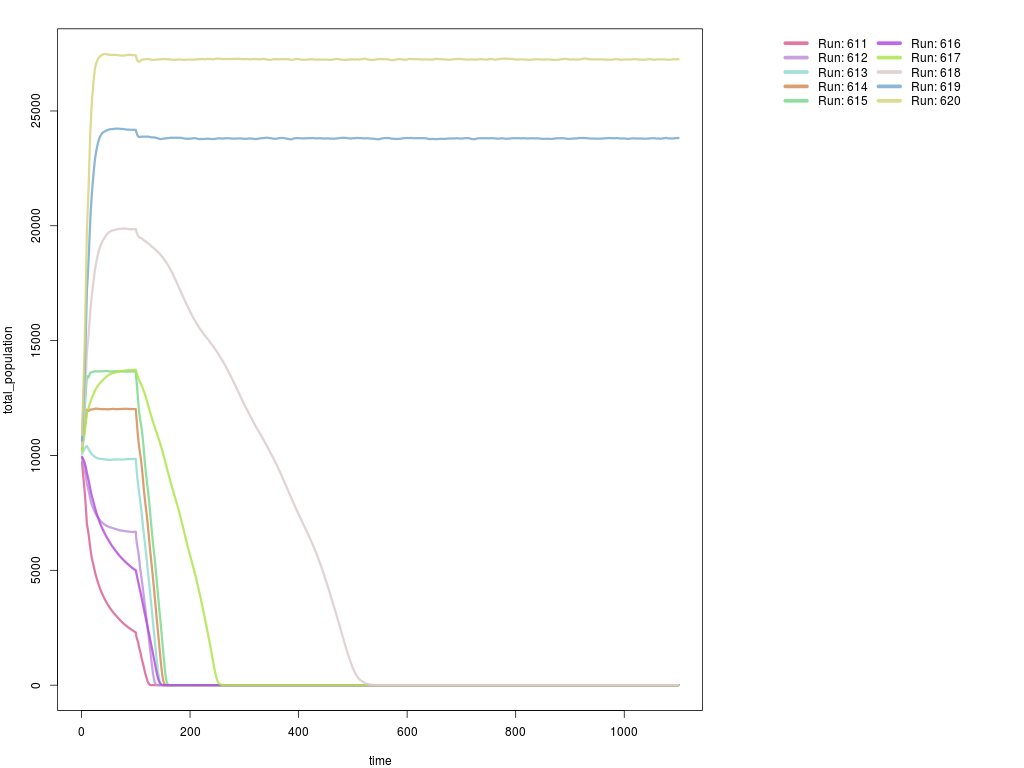 Run: 611
Run: 612
Run: 613
Run: 614
Run: 615
Run: 616
Run: 617
Run: 618
Run: 619
Run: 620
total_population
25000
20000
15000
10000
5000
0
0 200 400 600 800 1000
time